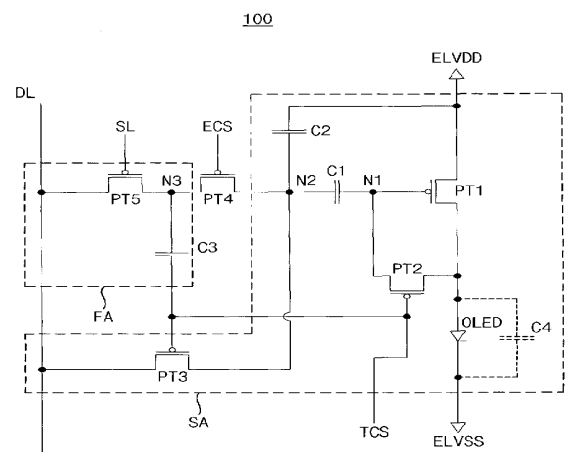 100
ELVDD
DL
SL
ECS
C2
N3
N2
C1
N1
PT5
PT4
PT1
C3
PT2
FA
OLED
C4
PT3
SA
TCS
ELVSS